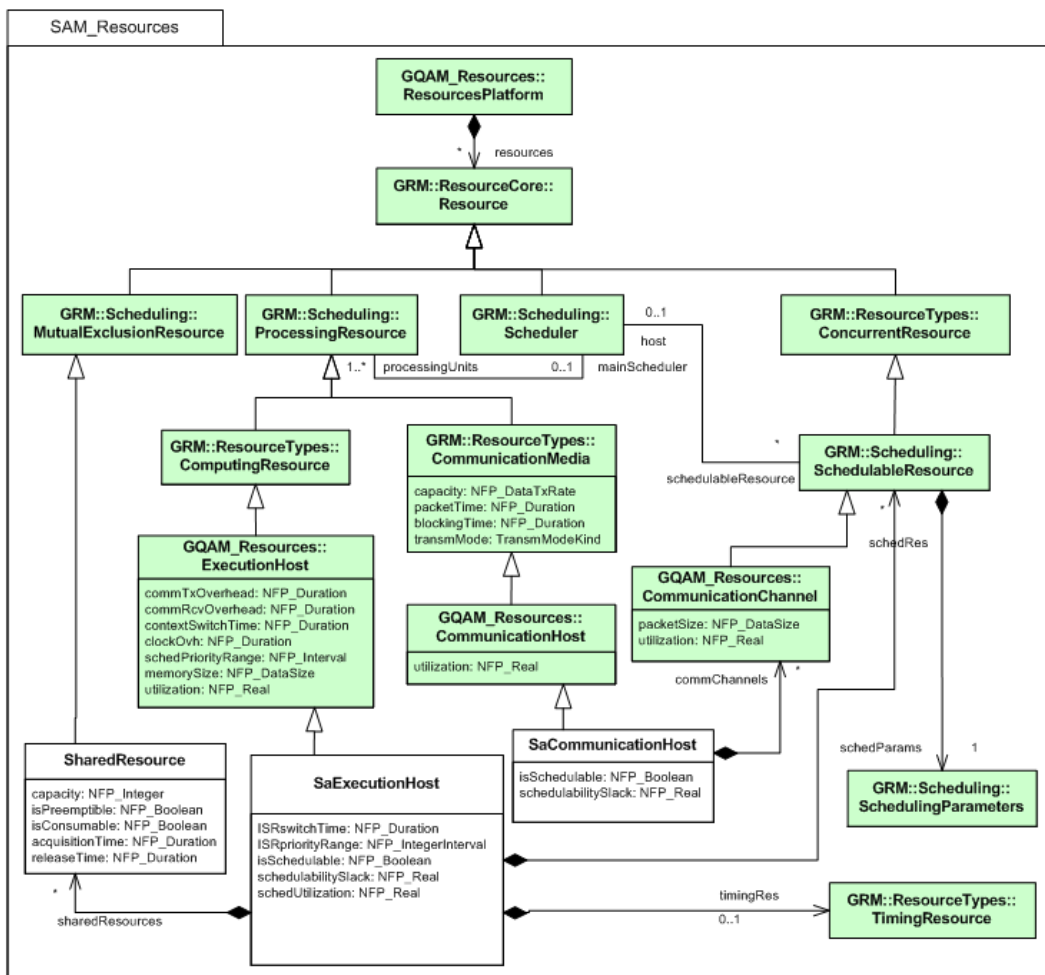 SAM_Resources
GQAM_Resources::
ResourcesPlatform
*
resources
GRM::ResourceCore::
Resource
GRM::Scheduling::
MutualExclusionResource
GRM::Scheduling::
ProcessingResource
GRM::Scheduling::
Scheduler
GRM::ResourceTypes::
ConcurrentResource
0..1
host
1..*
processingUnits
0..1
mainScheduler
GRM::ResourceTypes::
ComputingResource
GRM::ResourceTypes::
CommunicationMedia
capacity: NFP_DataTxRate
packetTime: NFP_Duration
blockingTime: NFP_Duration
transmMode: TransmModeKind
*
schedulableResource
GRM::Scheduling::
SchedulableResource
*
schedRes
GQAM_Resources::
ExecutionHost
commTxOverhead: NFP_Duration
commRcvOverhead: NFP_Duration
contextSwitchTime: NFP_Duration
clockOvh: NFP_Duration
schedPriorityRange: NFP_Interval
memorySize: NFP_DataSize
utilization: NFP_Real
GQAM_Resources::
CommunicationHost
utilization: NFP_Real
GQAM_Resources::
CommunicationChannel
packetSize: NFP_DataSize
utilization: NFP_Real
commChannels
*
SharedResource
capacity: NFP_Integer
isPreemptible: NFP_Boolean
isConsumable: NFP_Boolean
acquisitionTime: NFP_Duration
releaseTime: NFP_Duration
SaExecutionHost
ISRswitchTime: NFP_Duration
ISRpriorityRange: NFP_IntegerInterval
isSchedulable: NFP_Boolean
schedulabilitySlack: NFP_Real
schedUtilization: NFP_Real
SaCommunicationHost
isSchedulable: NFP_Boolean
schedulabilitySlack: NFP_Real
schedParams
1
GRM::Scheduling::
SchedulingParameters
*
sharedResources
timingRes
0..1
GRM::ResourceTypes::
TimingResource